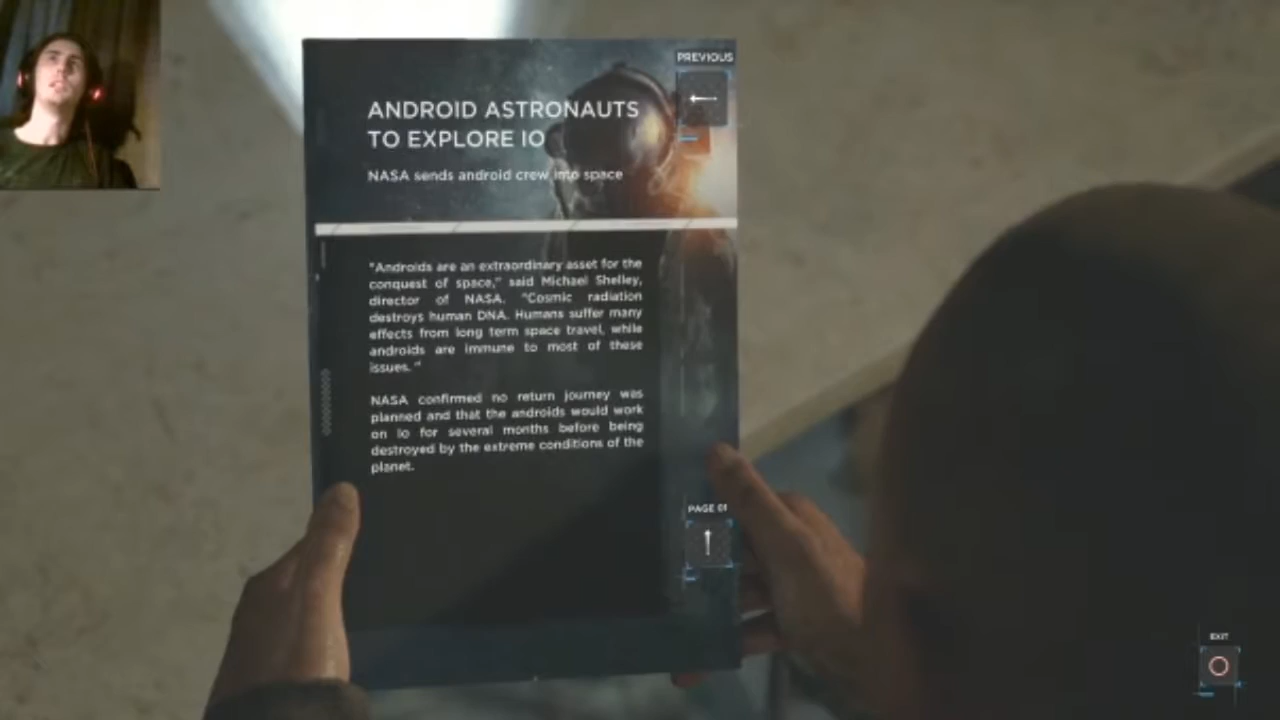 PREVIOUS
ANDROID ASTRONAUTS
TO EXPLORE IO
NASA sends android crew into space
"Androids are an extraordinary asset for the
conquest of space," said Michael Shelley,
director of NASA. "Cosmic radiation
destroys human DNA. Humans suffer many
effects from long term space travel, while
androids are immune to most of these
issues. "
NASA confirmed no return journey was
planned and that the androids would work
on Io for several months before being
destroyed by the extreme conditions of the
planet.
PAGE 01
EXIT